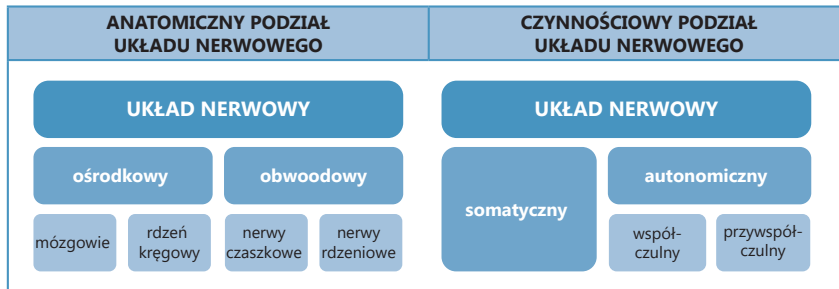 ANATOMICZNY PODZIAŁ
UKŁADU NERWOWEGO
CZYNNOŚCIOWY PODZIAŁ
UKŁADU NERWOWEGO
UKŁAD NERWOWY
ośrodkowy
obwoodowy
mózgowie
rdzeń
kręgowy
nerwy
czaszkowe
nerwy
rdzeniowe
UKŁAD NERWOWY
somatyczny
autonomiczny
współ-
czulny
przywspół-
czulny